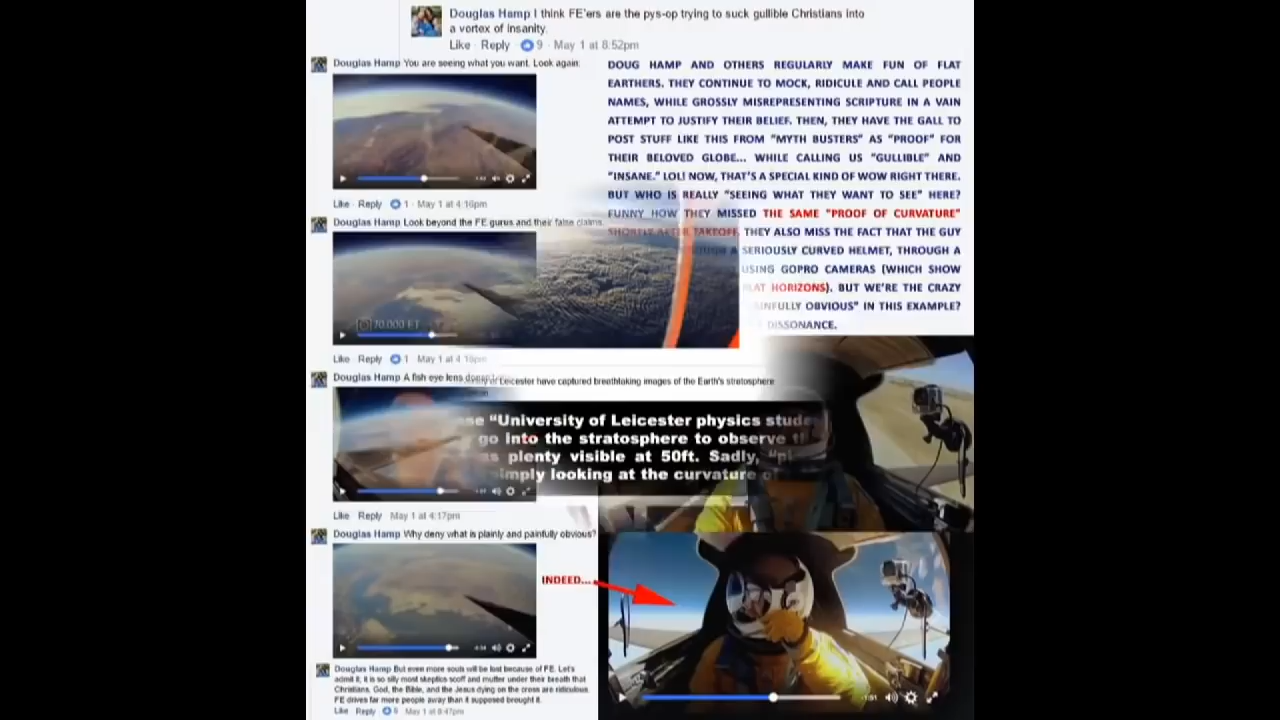 Douglas Hamp I think FE'ers are the pys-op trying to suck gullible Christians into
a vortex of insanity.
Like · Reply · 9 · May 1 at 8:52pm
Douglas Hamp You are seeing what you want. Look again:
Like · Reply · 1 · May 1 at 4:16pm
Douglas Hamp Look beyond the FE gurus and their false claims.
70,000 FT
Like · Reply · 1 · May 1 at 4:16pm
Douglas Hamp A fish eye lens doesn't
Like · Reply · May 1 at 4:17pm
Douglas Hamp Why deny what is plainly and painfully obvious?
Douglas Hamp But even more souls will be lost because of FE. Let's
admit it, it is so silly most skeptics scoff and mutter under their breath that
Christians, God, the Bible, and the Jesus dying on the cross are ridiculous.
FE drives far more people away than it supposed brought it.
Like · Reply · 6 · May 1 at 8:47pm
DOUG HAMP AND OTHERS REGULARLY MAKE FUN OF FLAT
EARTHERS. THEY CONTINUE TO MOCK, RIDICULE AND CALL PEOPLE
NAMES, WHILE GROSSLY MISREPRESENTING SCRIPTURE IN A VAIN
ATTEMPT TO JUSTIFY THEIR BELIEF. THEN, THEY HAVE THE GALL TO
POST STUFF LIKE THIS FROM "MYTH BUSTERS" AS "PROOF" FOR
THEIR BELOVED GLOBE... WHILE CALLING US "GULLIBLE" AND
"INSANE." LOL! NOW, THAT'S A SPECIAL KIND OF WOW RIGHT THERE.
BUT WHO IS REALLY "SEEING WHAT THEY WANT TO SEE" HERE?
FUNNY HOW THEY MISSED THE SAME "PROOF OF CURVATURE"
SHORTLY AFTER TAKEOFF. THEY ALSO MISS THE FACT THAT THE GUY
A SERIOUSLY CURVED HELMET, THROUGH A
USING GOPRO CAMERAS (WHICH SHOW
HORIZONS). BUT WE'RE THE CRAZY
OBVIOUS" IN THIS EXAMPLE?
DISSONANCE.
of Leicester have captured breathtaking images of the Earth's stratosphere
"University of Leicester physics
go into the stratosphere to observe
plenty visible at 50ft. Sadly,
looking at the curvature of
INDEED...
-1:51